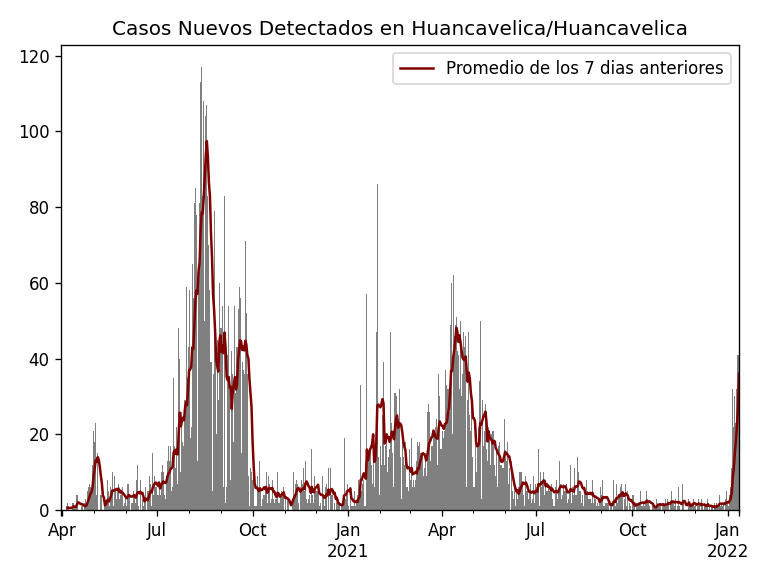 Casos Nuevos Detectados en Huancavelica/Huancavelica
Promedio de los 7 dias anteriores
120
100
80
60
40
20
0
Apr Jul Oct Jan Apr Jul Oct Jan
2021 2022